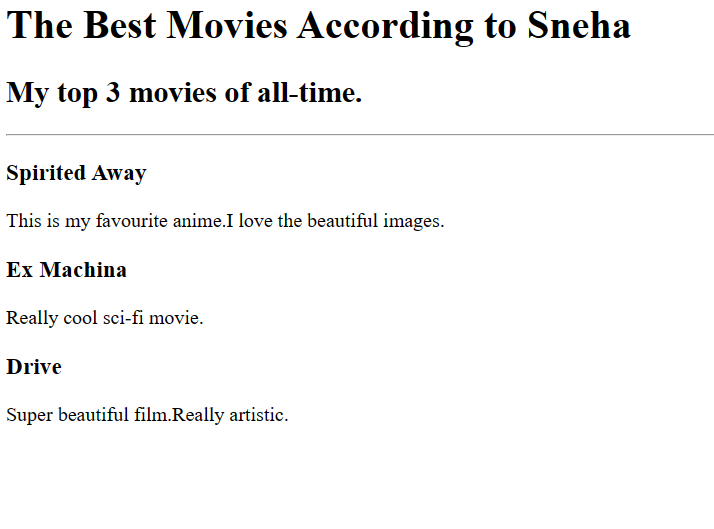 The Best Movies According to Sneha
My top 3 movies of all-time.
Spirited Away
This is my favourite anime.I love the beautiful images.
Ex Machina
Really cool sci-fi movie.
Drive
Super beautiful film.Really artistic.